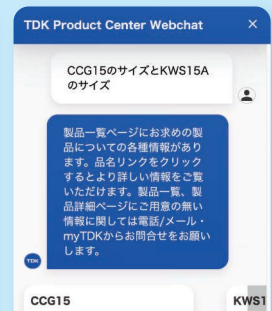 TDK Product Center Webchat ×
CCG15のサイズとKWS15A
のサイズ
製品一覧ページにお求めの製
品についての各種情報があり
ます。品名リンクをクリック
するとより詳しい情報をご覧
いただけます。製品一覧、製
品詳細ページにご用意の無い
情報に関しては電話/メール・
myTDKからお問合せをお願い
します。
TDK
CCG15 KWS1